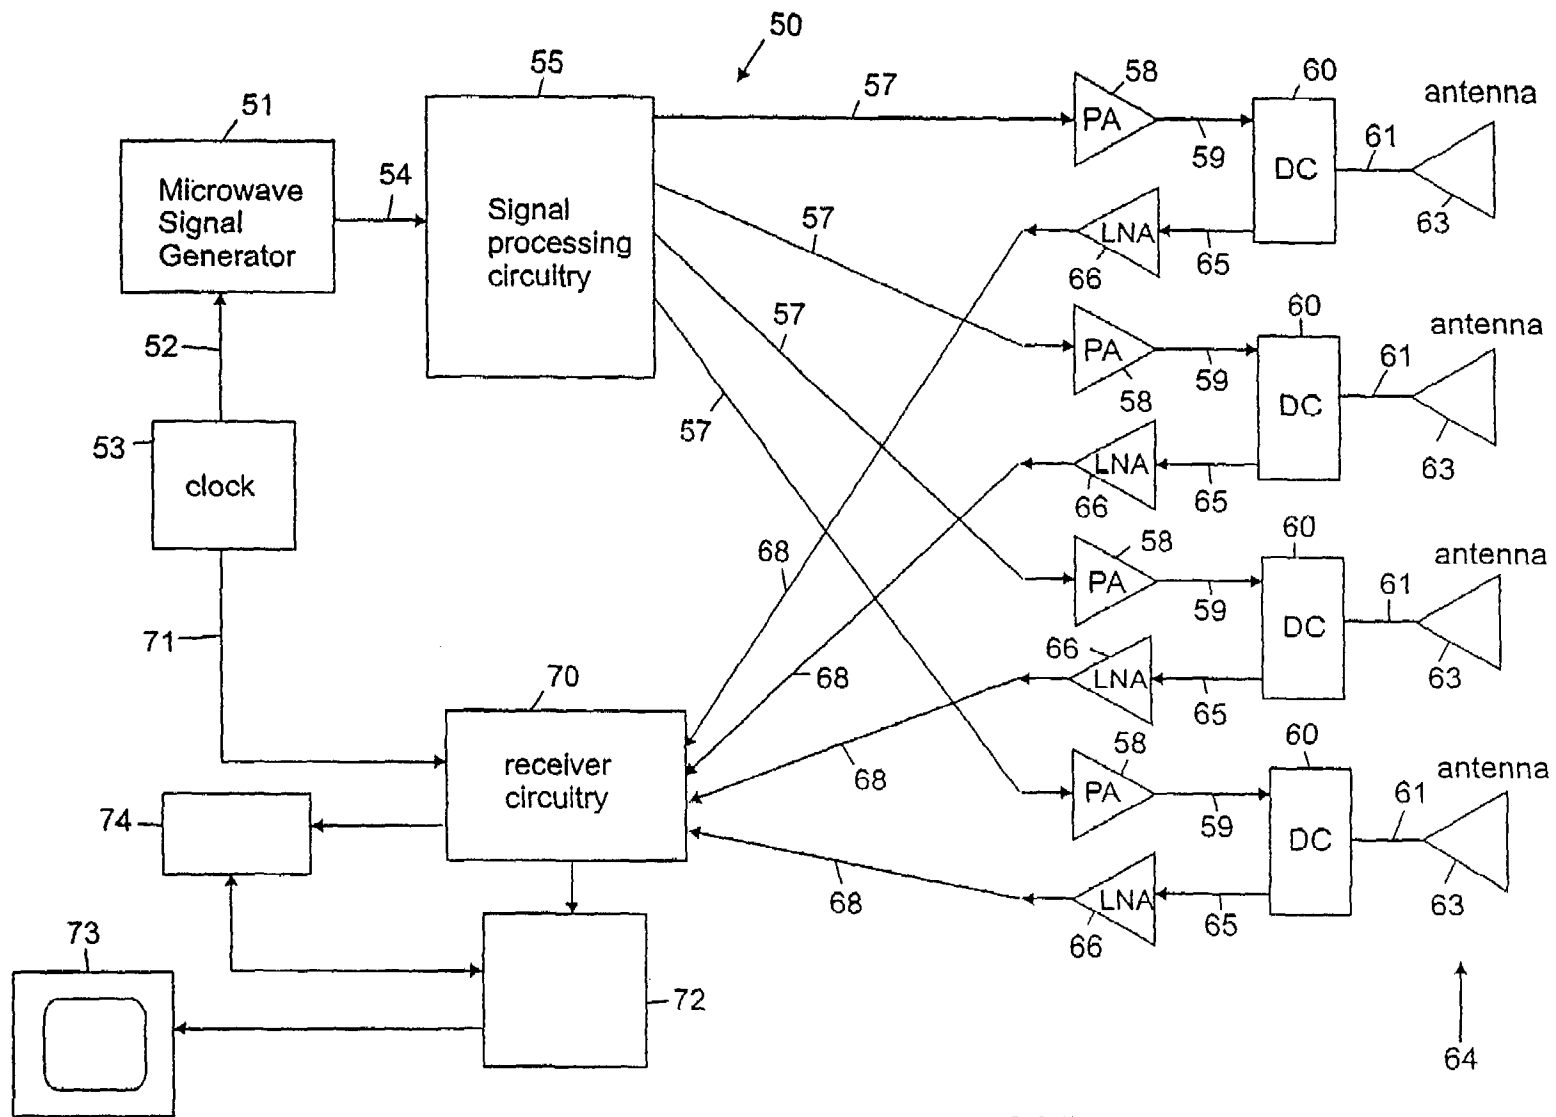 50
55
57
58
60
antenna
51
PA
61
54
59
DC
Microwave
Signal
Generator
63
Signal
processing
circuitry
57
LNA
66
65
60
antenna
57
52
PA
61
59
58
DC
57
53
clock
LNA
63
66
65
58
60
antenna
68
PA
61
59
DC
71
66
68
LNA
63
70
65
58
60
receiver
circuitry
68
antenna
PA
61
74
59
DC
68
LNA
63
65
66
73
72
64